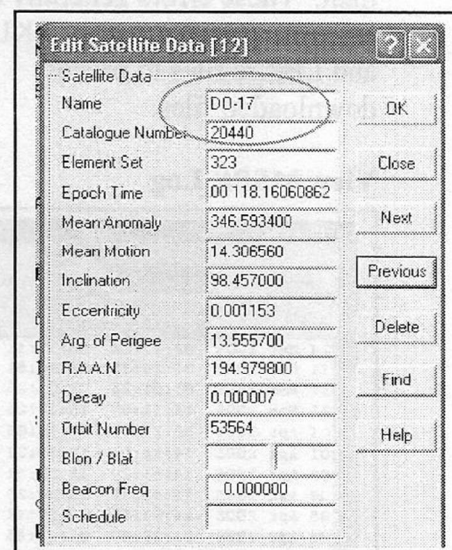 Edit Satellite Data [12]
Satellite Data
Name DO-17 OK
Catalogue Number 20440
Element Set 323 Close
Epoch Time 00 118.16060862
Mean Anomaly 346.593400 Next
Mean Motion 14.306560
Inclination 98.457000 Previous
Eccentricity 0.001153
Arg. of Perigee 13.555700 Delete
R.A.A.N. 194.979800
Decay 0.000007 Find
Orbit Number 53564
Blon / Blat Help
Beacon Freq 0.000000
Schedule